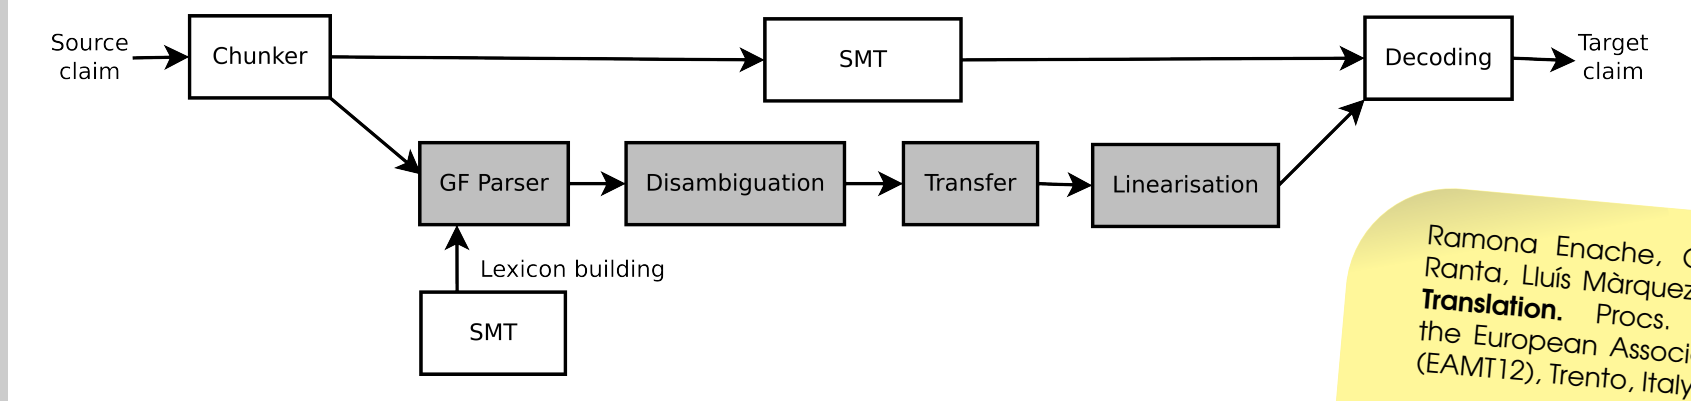 Source
claim
Chunker
SMT
Decoding
Target
claim
GF Parser
Disambiguation
Transfer
Linearisation
Lexicon building
SMT
Ramona Enache,
Ranta, Lluís Màrquez
Translation. Procs.
the European Associ
(EAMT12), Trento, Italy